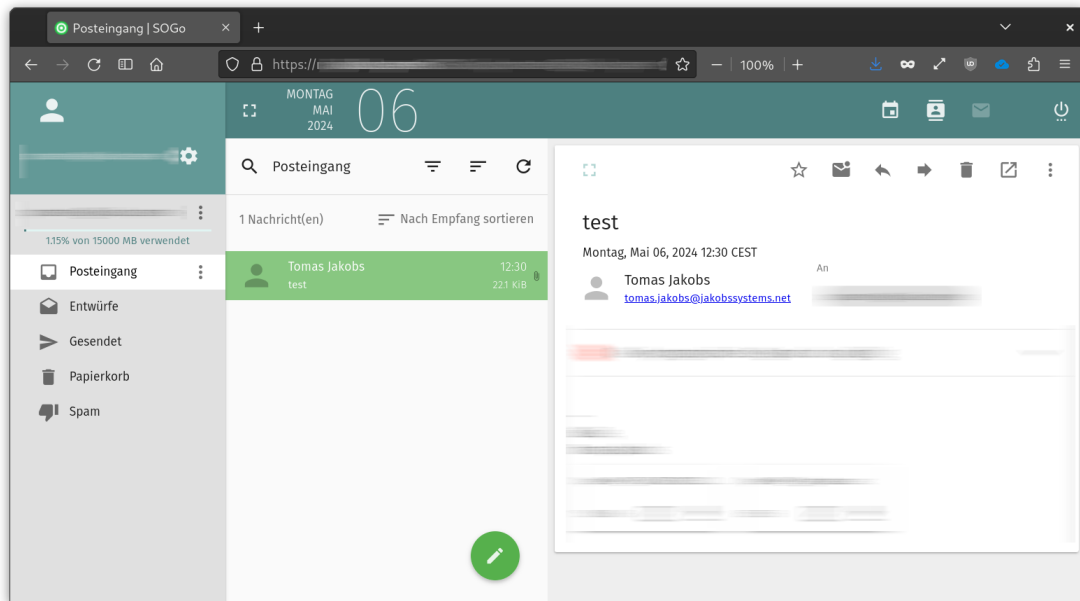 Posteingang | SOGo
https://
100%
MONTAG
MAI
2024
06
1.15% von 15000 MB verwendet
Posteingang
Entwürfe
Gesendet
Papierkorb
Spam
Posteingang
1 Nachricht(en)
Nach Empfang sortieren
Tomas Jakobs
12:30
test
22.1 KiB
test
Montag, Mai 06, 2024 12:30 CEST
Tomas Jakobs
tomas.jakobs@jakobssystems.net
An